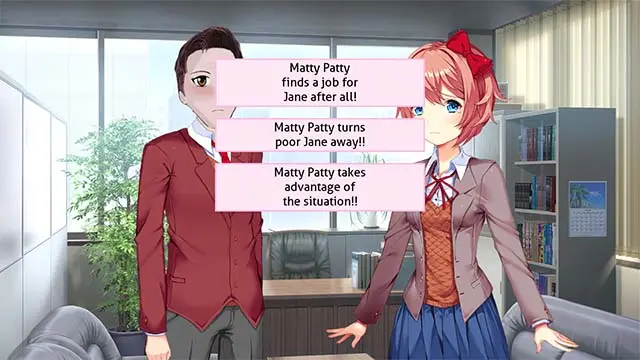 Matty Patty
finds a job for
Jane after all!
Matty Patty turns
poor Jane away!!
Matty Patty takes
advantage of
the situation!!